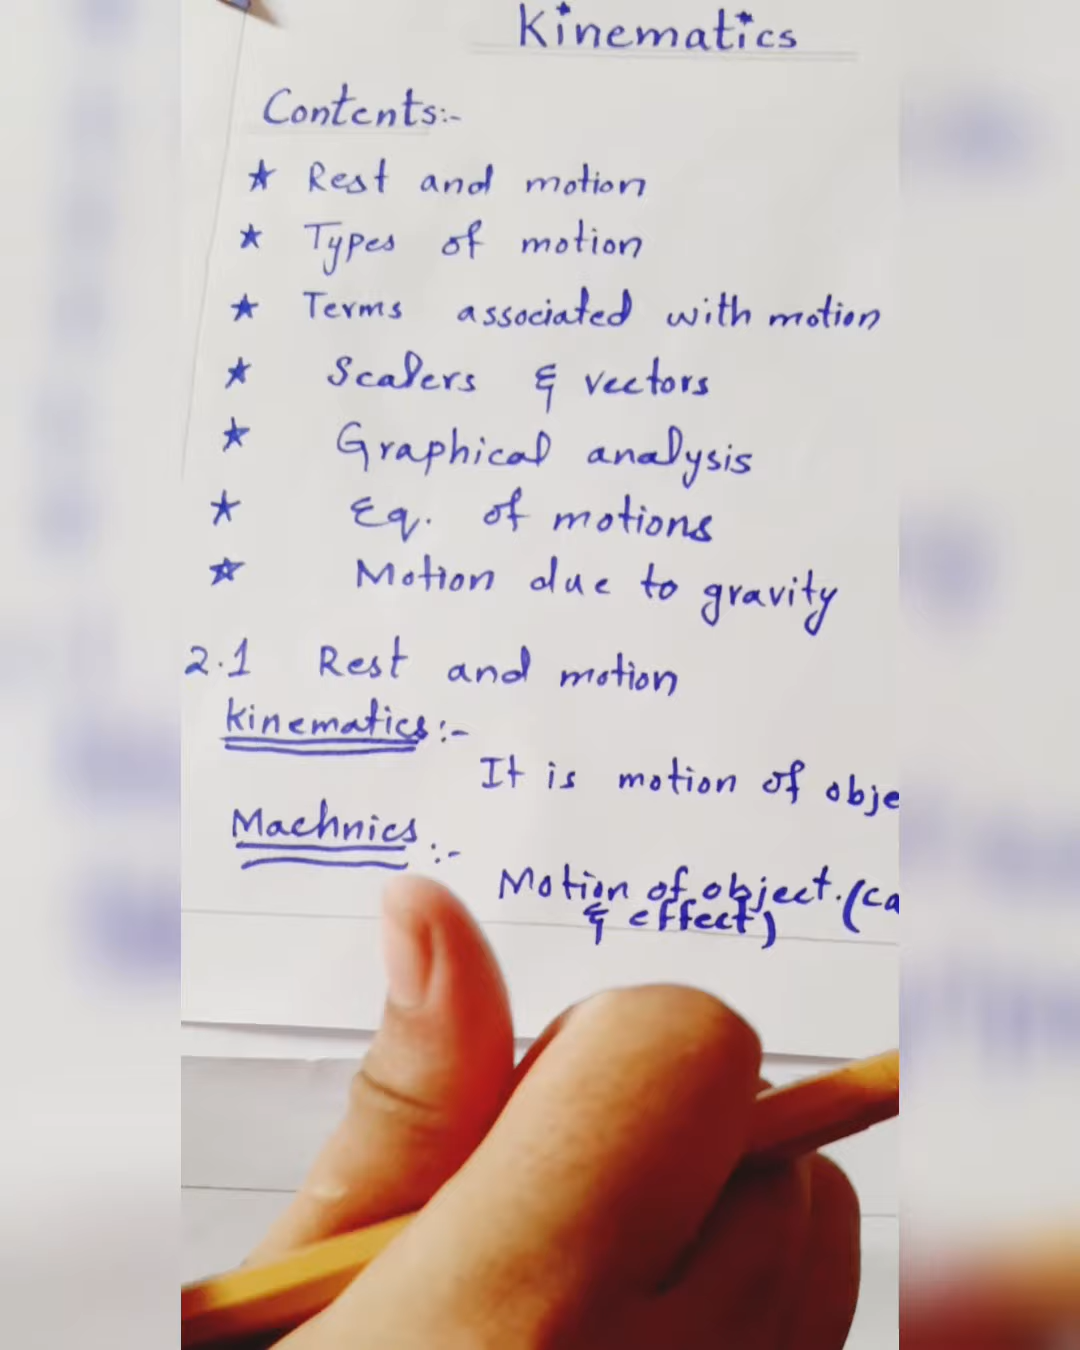 Kinematics
Contents:-
★ Rest and motion
★ Types of motion
★ Terms associated with motion
★ Scalers & vectors
★ Graphical analysis
★ Eq. of motions
★ Motion due to gravity
2.1 Rest and motion
kinematics:-
It is motion of obje
Machnics:-
Motion of object.(ca
& effect)